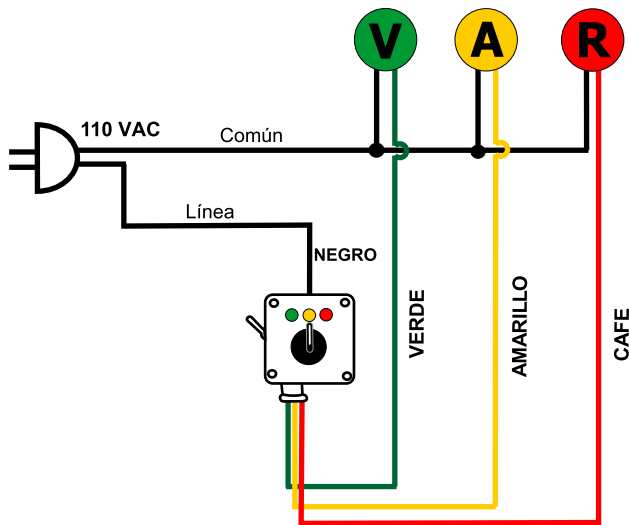 V A R
110 VAC
Común
Línea
NEGRO
VERDE
AMARILLO
CAFE